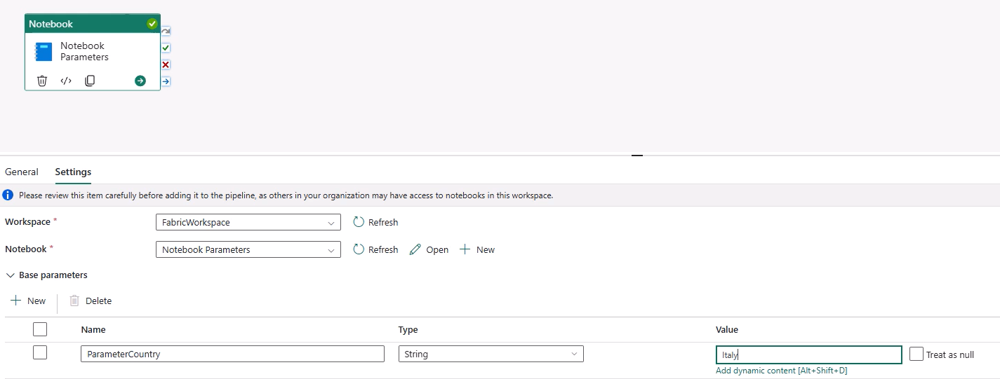 Notebook
Notebook
Parameters
General Settings
Please review this item carefully before adding it to the pipeline, as others in your organization may have access to notebooks in this workspace.
Workspace * FabricWorkspace Refresh
Notebook * Notebook Parameters Refresh Open New
Base parameters
New Delete
Name Type Value
ParameterCountry String Italy Treat as null
Add dynamic content [Alt+Shift+D]